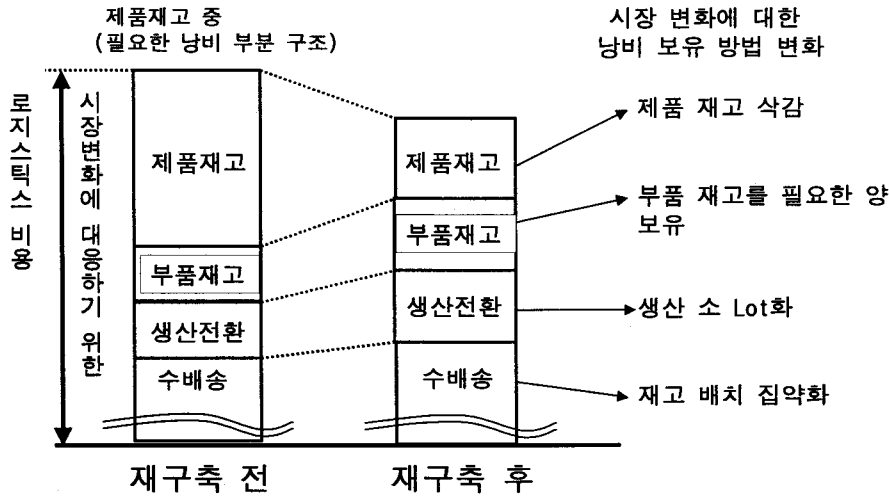 제품재고 중
(필요한 낭비 부분 구조)
시장 변화에 대한
낭비 보유 방법 변화
로지스틱스 비용
시장변화에 대응하기 위한
제품재고
부품재고
생산전환
수배송
제품재고
부품재고
생산전환
수배송
제품 재고 삭감
부품 재고를 필요한 양
보유
생산 소 Lot화
재고 배치 집약화
재구축 전
재구축 후